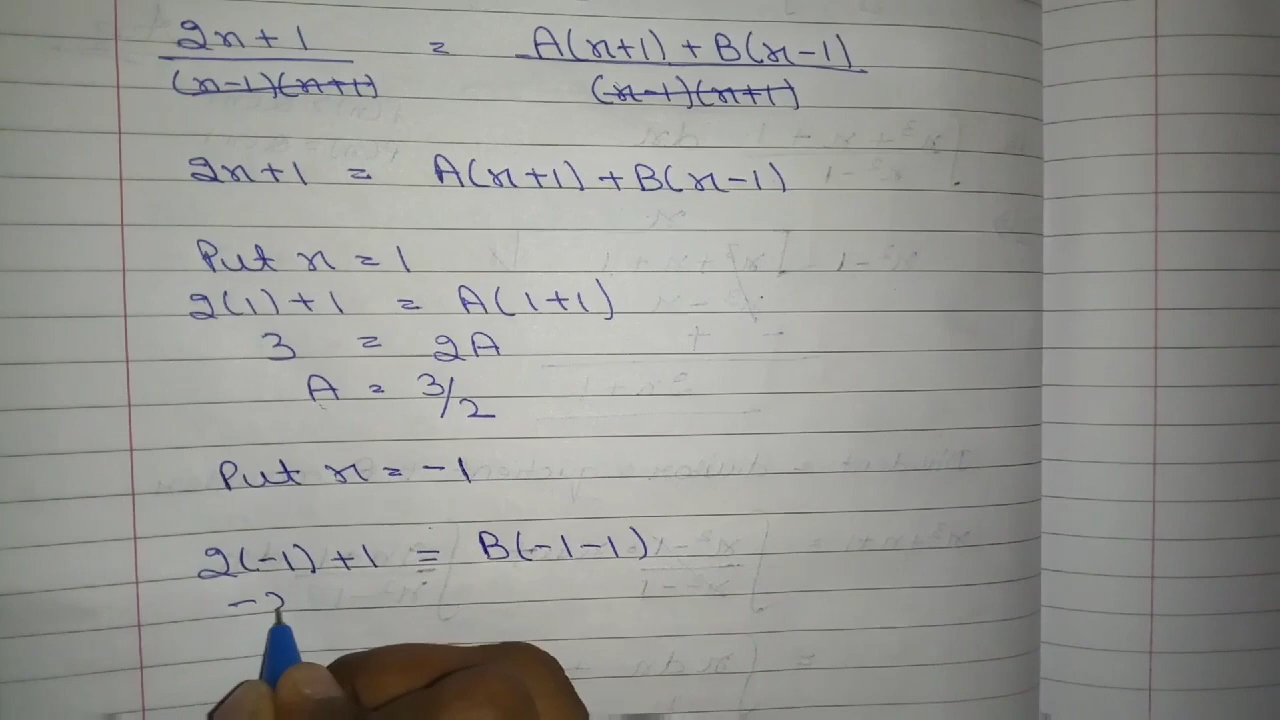 2x+1 = A(x+1) + B(x-1)
(x-1)(x+1) (x-1)(x+1)
2x+1 = A(x+1) + B(x-1)
Put x = 1
2(1)+1 = A(1+1)
3 = 2A
A = 3/2
Put x = -1
2(-1)+1 = B(-1-1)
-2